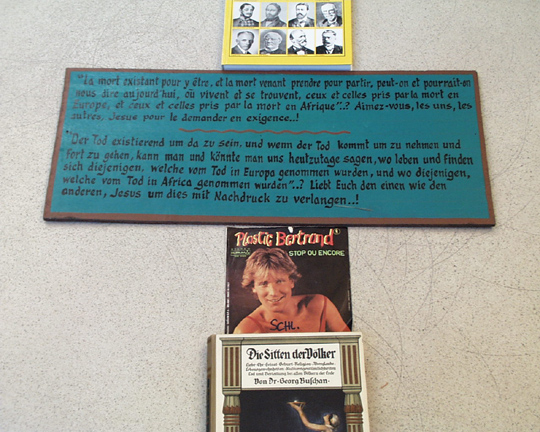 "La mort existant pour y être, et la mort venant prendre pour partir, peut-on et pourrait-on
nous dire aujourd'hui, où vivent et se trouvent, ceux et celles pris par la mort en
Europe, et ceux et celles pris par la mort en Afrique"..? Aimez-vous, les uns, les
autres, Jesus pour le demander en exigence..!
"Der Tod existierend um da zu sein, und wenn der Tod kommt um zu nehmen und
fort zu gehen, kann man und könnte man uns heutzutage sagen, wo leben und finden
sich diejenigen, welche vom Tod in Europa genommen wurden, und wo diejenigen,
welche vom Tod in Africa genommen wurden"..? Liebt Euch den einen wie den
anderen, Jesus um dies mit Nachdruck zu verlangen..!
Plastic Bertrand
STOP OU ENCORE
SCHL.
Die Sitten der Völker
Von Dr. Georg Buschan